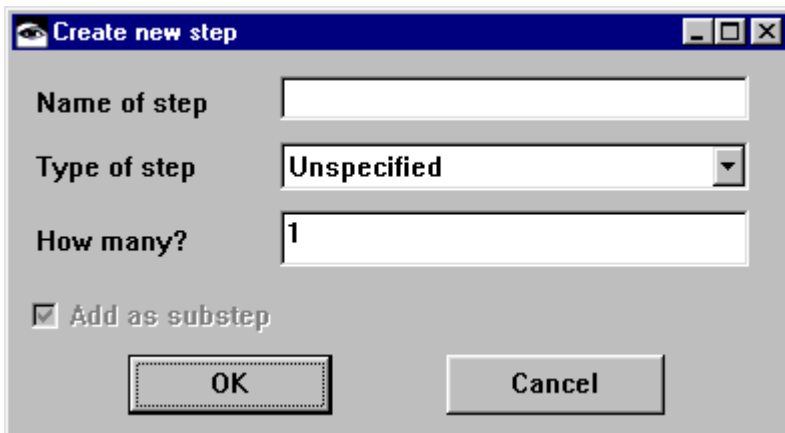 Create new step
Name of step
Type of step Unspecified
How many? 1
Add as substep
OK Cancel